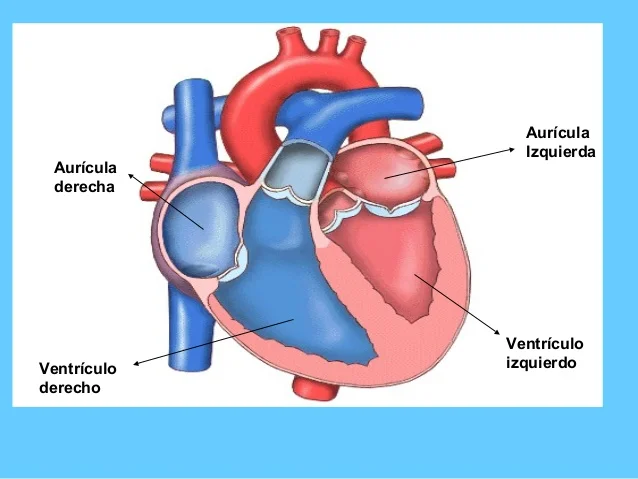 Aurícula
derecha
Aurícula
Izquierda
Ventrículo
derecho
Ventrículo
izquierdo